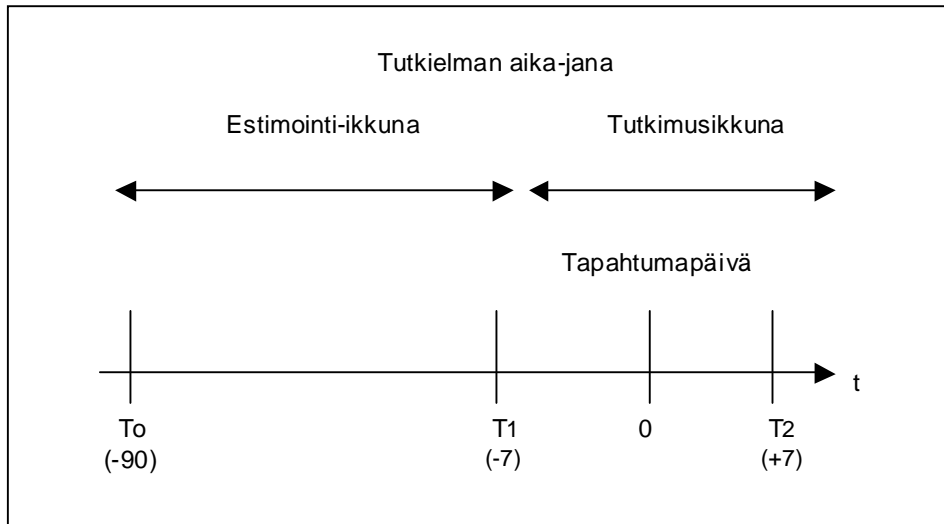 Tutkielman aika-jana
Estimointi-ikkuna Tutkimusikkuna
Tapahtumapäivä
t
To T1 0 T2
(-90) (-7) (+7)